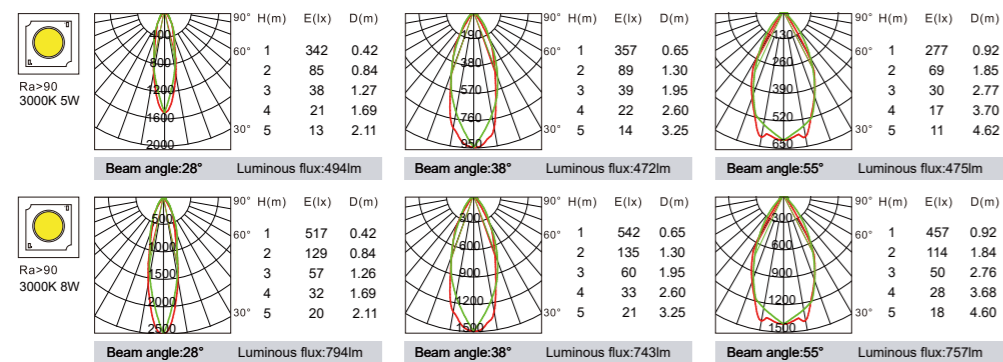 90° H(m) E(lx) D(m)
400
60° 1 342 0.42
800
2 85 0.84
1200
3 38 1.27
1600
4 21 1.69
30° 5 13 2.11
2000
Beam angle:28° Luminous flux:494lm
90° H(m) E(lx) D(m)
190
60° 1 357 0.65
380
2 89 1.30
570
3 39 1.95
760
4 22 2.60
30° 5 14 3.25
950
Beam angle:38° Luminous flux:472lm
90° H(m) E(lx) D(m)
130
60° 1 277 0.92
260
2 69 1.85
390
3 30 2.77
520
4 17 3.70
30° 5 11 4.62
650
Beam angle:55° Luminous flux:475lm
Ra>90
3000K 5W
90° H(m) E(lx) D(m)
500
60° 1 517 0.42
1000
2 129 0.84
1500
3 57 1.26
2000
4 32 1.69
30° 5 20 2.11
2500
Beam angle:28° Luminous flux:794lm
90° H(m) E(lx) D(m)
300
60° 1 542 0.65
600
2 135 1.30
900
3 60 1.95
1200
4 33 2.60
30° 5 21 3.25
1500
Beam angle:38° Luminous flux:743lm
90° H(m) E(lx) D(m)
300
60° 1 457 0.92
600
2 114 1.84
900
3 50 2.76
1200
4 28 3.68
30° 5 18 4.60
1500
Beam angle:55° Luminous flux:757lm
Ra>90
3000K 8W